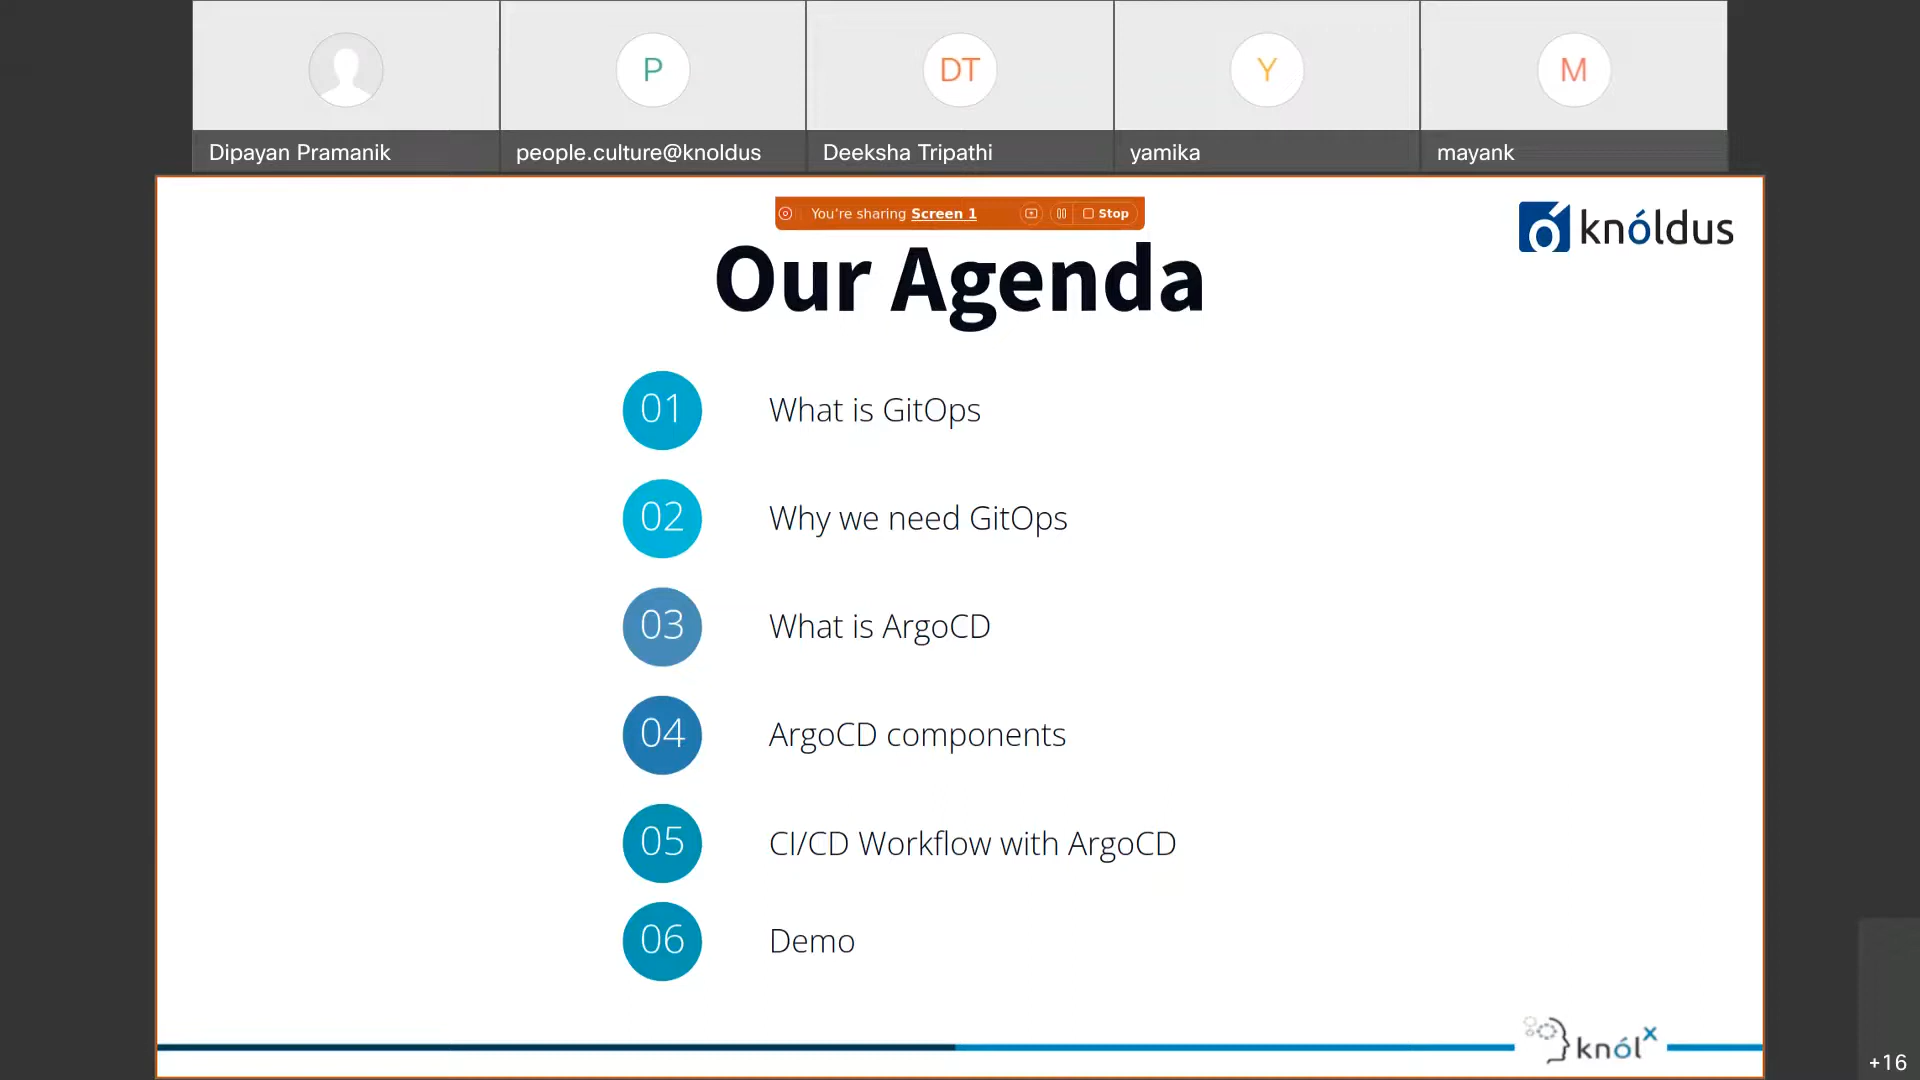 P
DT
Y
M
Dipayan Pramanik
people.culture@knoldus
Deeksha Tripathi
yamika
mayank
You're sharing Screen 1
Stop
knóldus
Our Agenda
01 What is GitOps
02 Why we need GitOps
03 What is ArgoCD
04 ArgoCD components
05 CI/CD Workflow with ArgoCD
06 Demo
knólx
+16